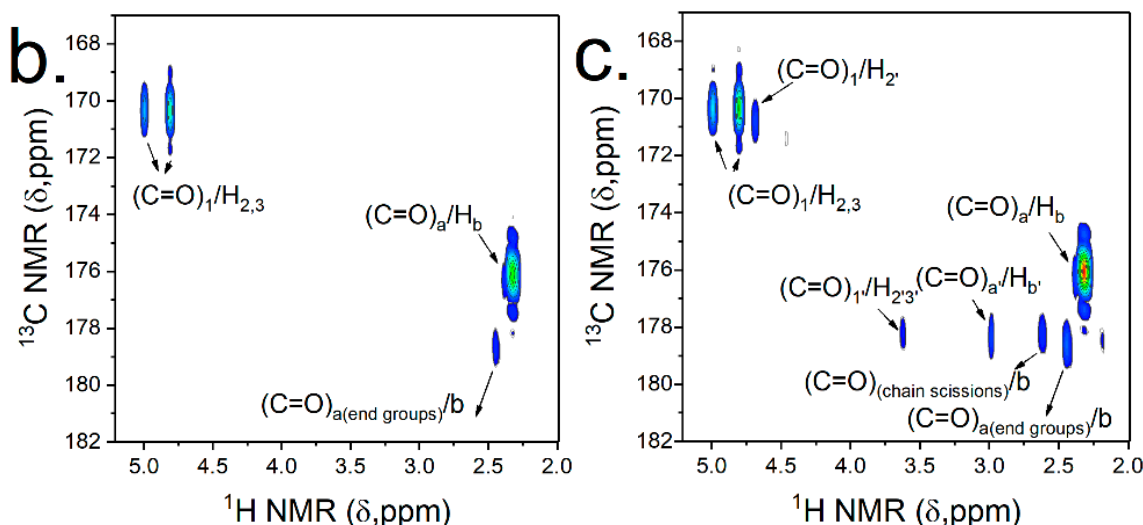 b.
168
170
172
174
176
178
180
182
¹³C NMR (δ,ppm)
(C=O)₁/H₂,₃
(C=O)ₐ/H_b
(C=O)a(end groups)/b
5.0 4.5 4.0 3.5 3.0 2.5 2.0
¹H NMR (δ,ppm)
c.
168
170
172
174
176
178
180
182
¹³C NMR (δ,ppm)
(C=O)₁/H₂'
(C=O)₁/H₂,₃
(C=O)ₐ/H_b
(C=O)₁'/H₂'₃'
(C=O)ₐ'/H_b'
(C=O)(chain scissions)/b
(C=O)a(end groups)/b
5.0 4.5 4.0 3.5 3.0 2.5 2.0
¹H NMR (δ,ppm)